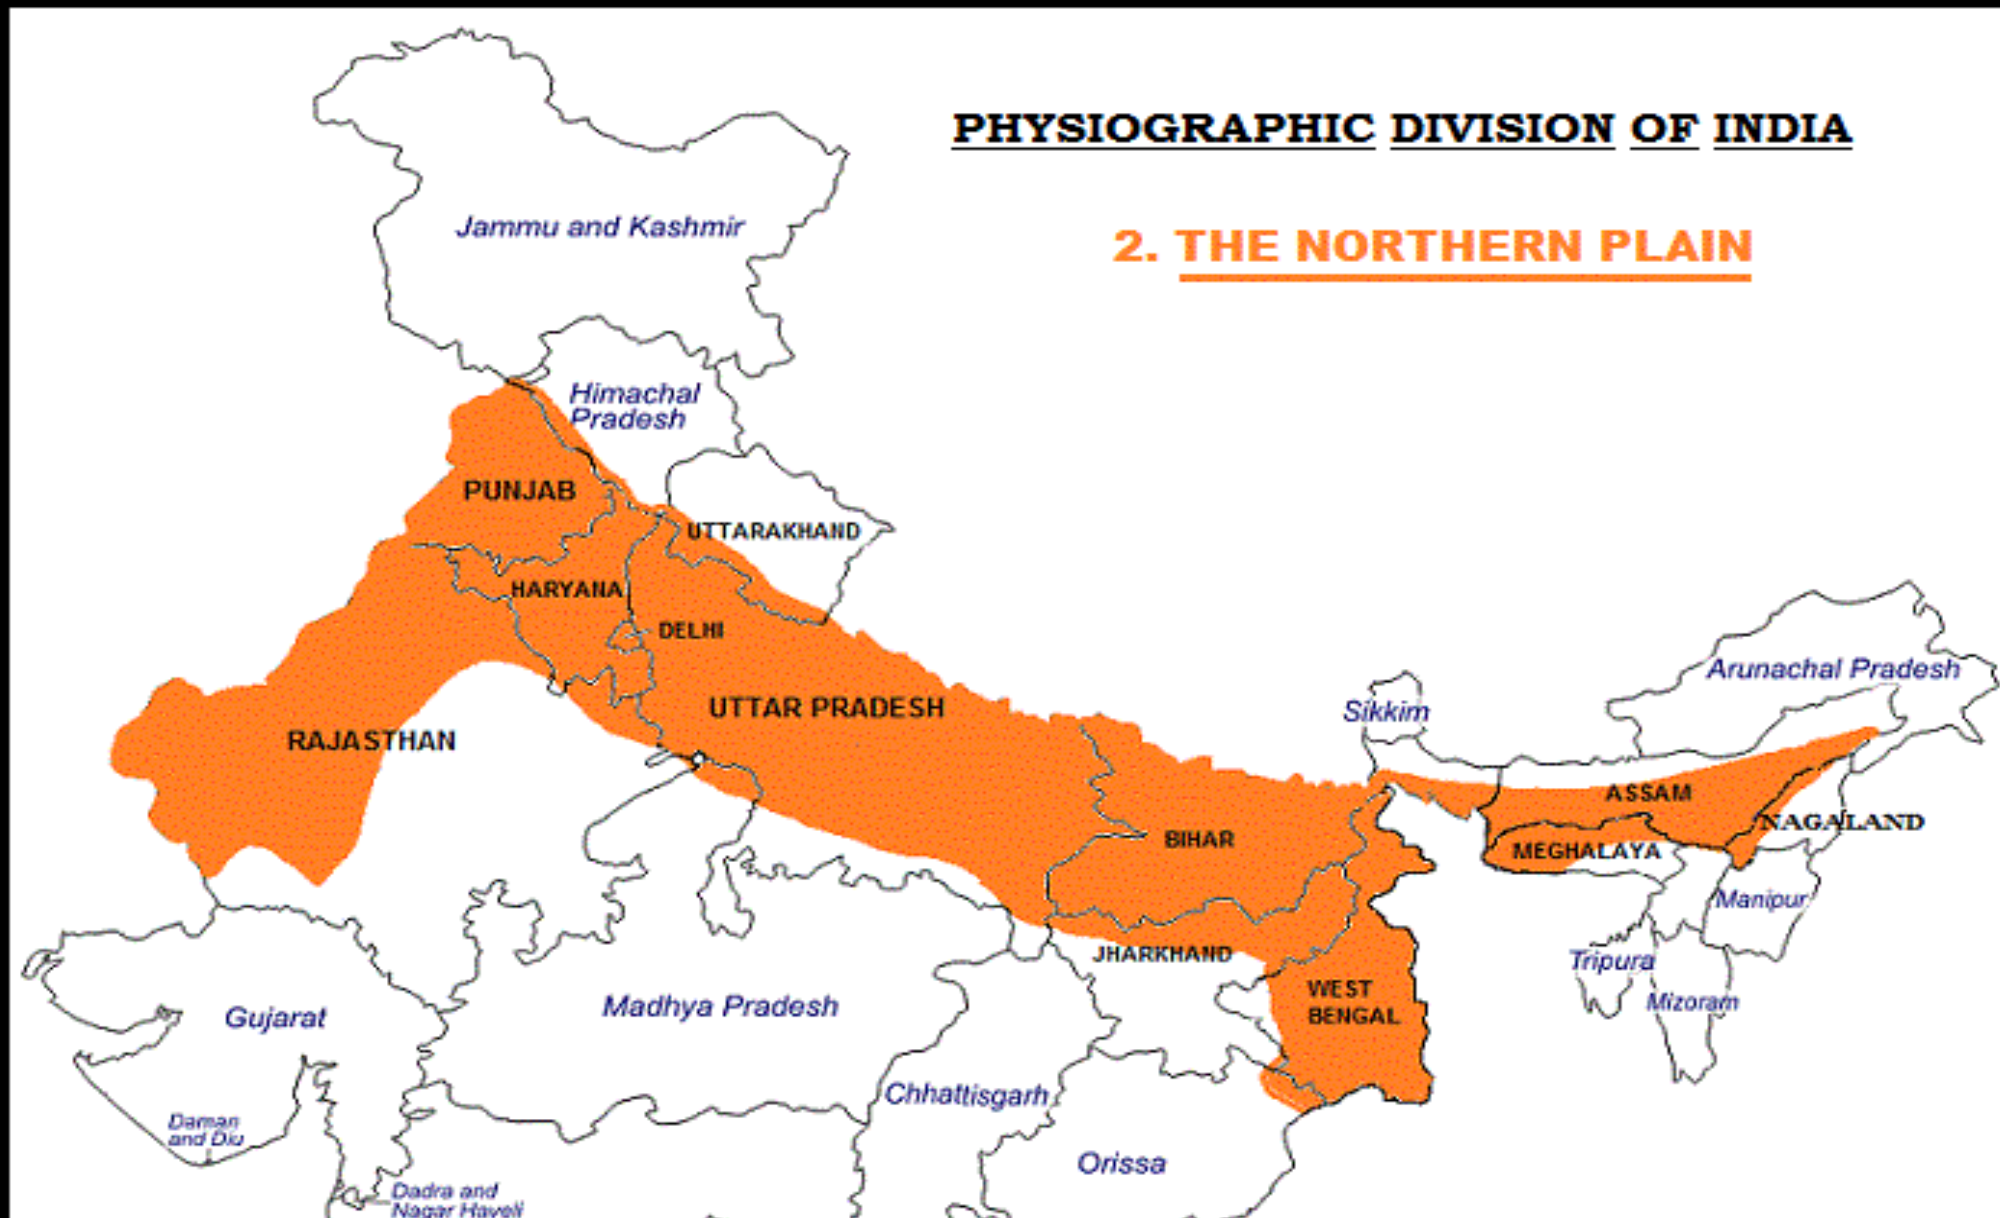 PHYSIOGRAPHIC DIVISION OF INDIA
Jammu and Kashmir
2. THE NORTHERN PLAIN
Himachal
Pradesh
PUNJAB
UTTARAKHAND
HARYANA
DELHI
Arunachal Pradesh
UTTAR PRADESH
Sikkim
RAJASTHAN
ASSAM
NAGALAND
BIHAR
MEGHALAYA
Manipur
JHARKHAND
Tripura
WEST
BENGAL
Mizoram
Madhya Pradesh
Gujarat
Chhattisgarh
Daman
and Diu
Orissa
Dadra and
Nagar Haveli